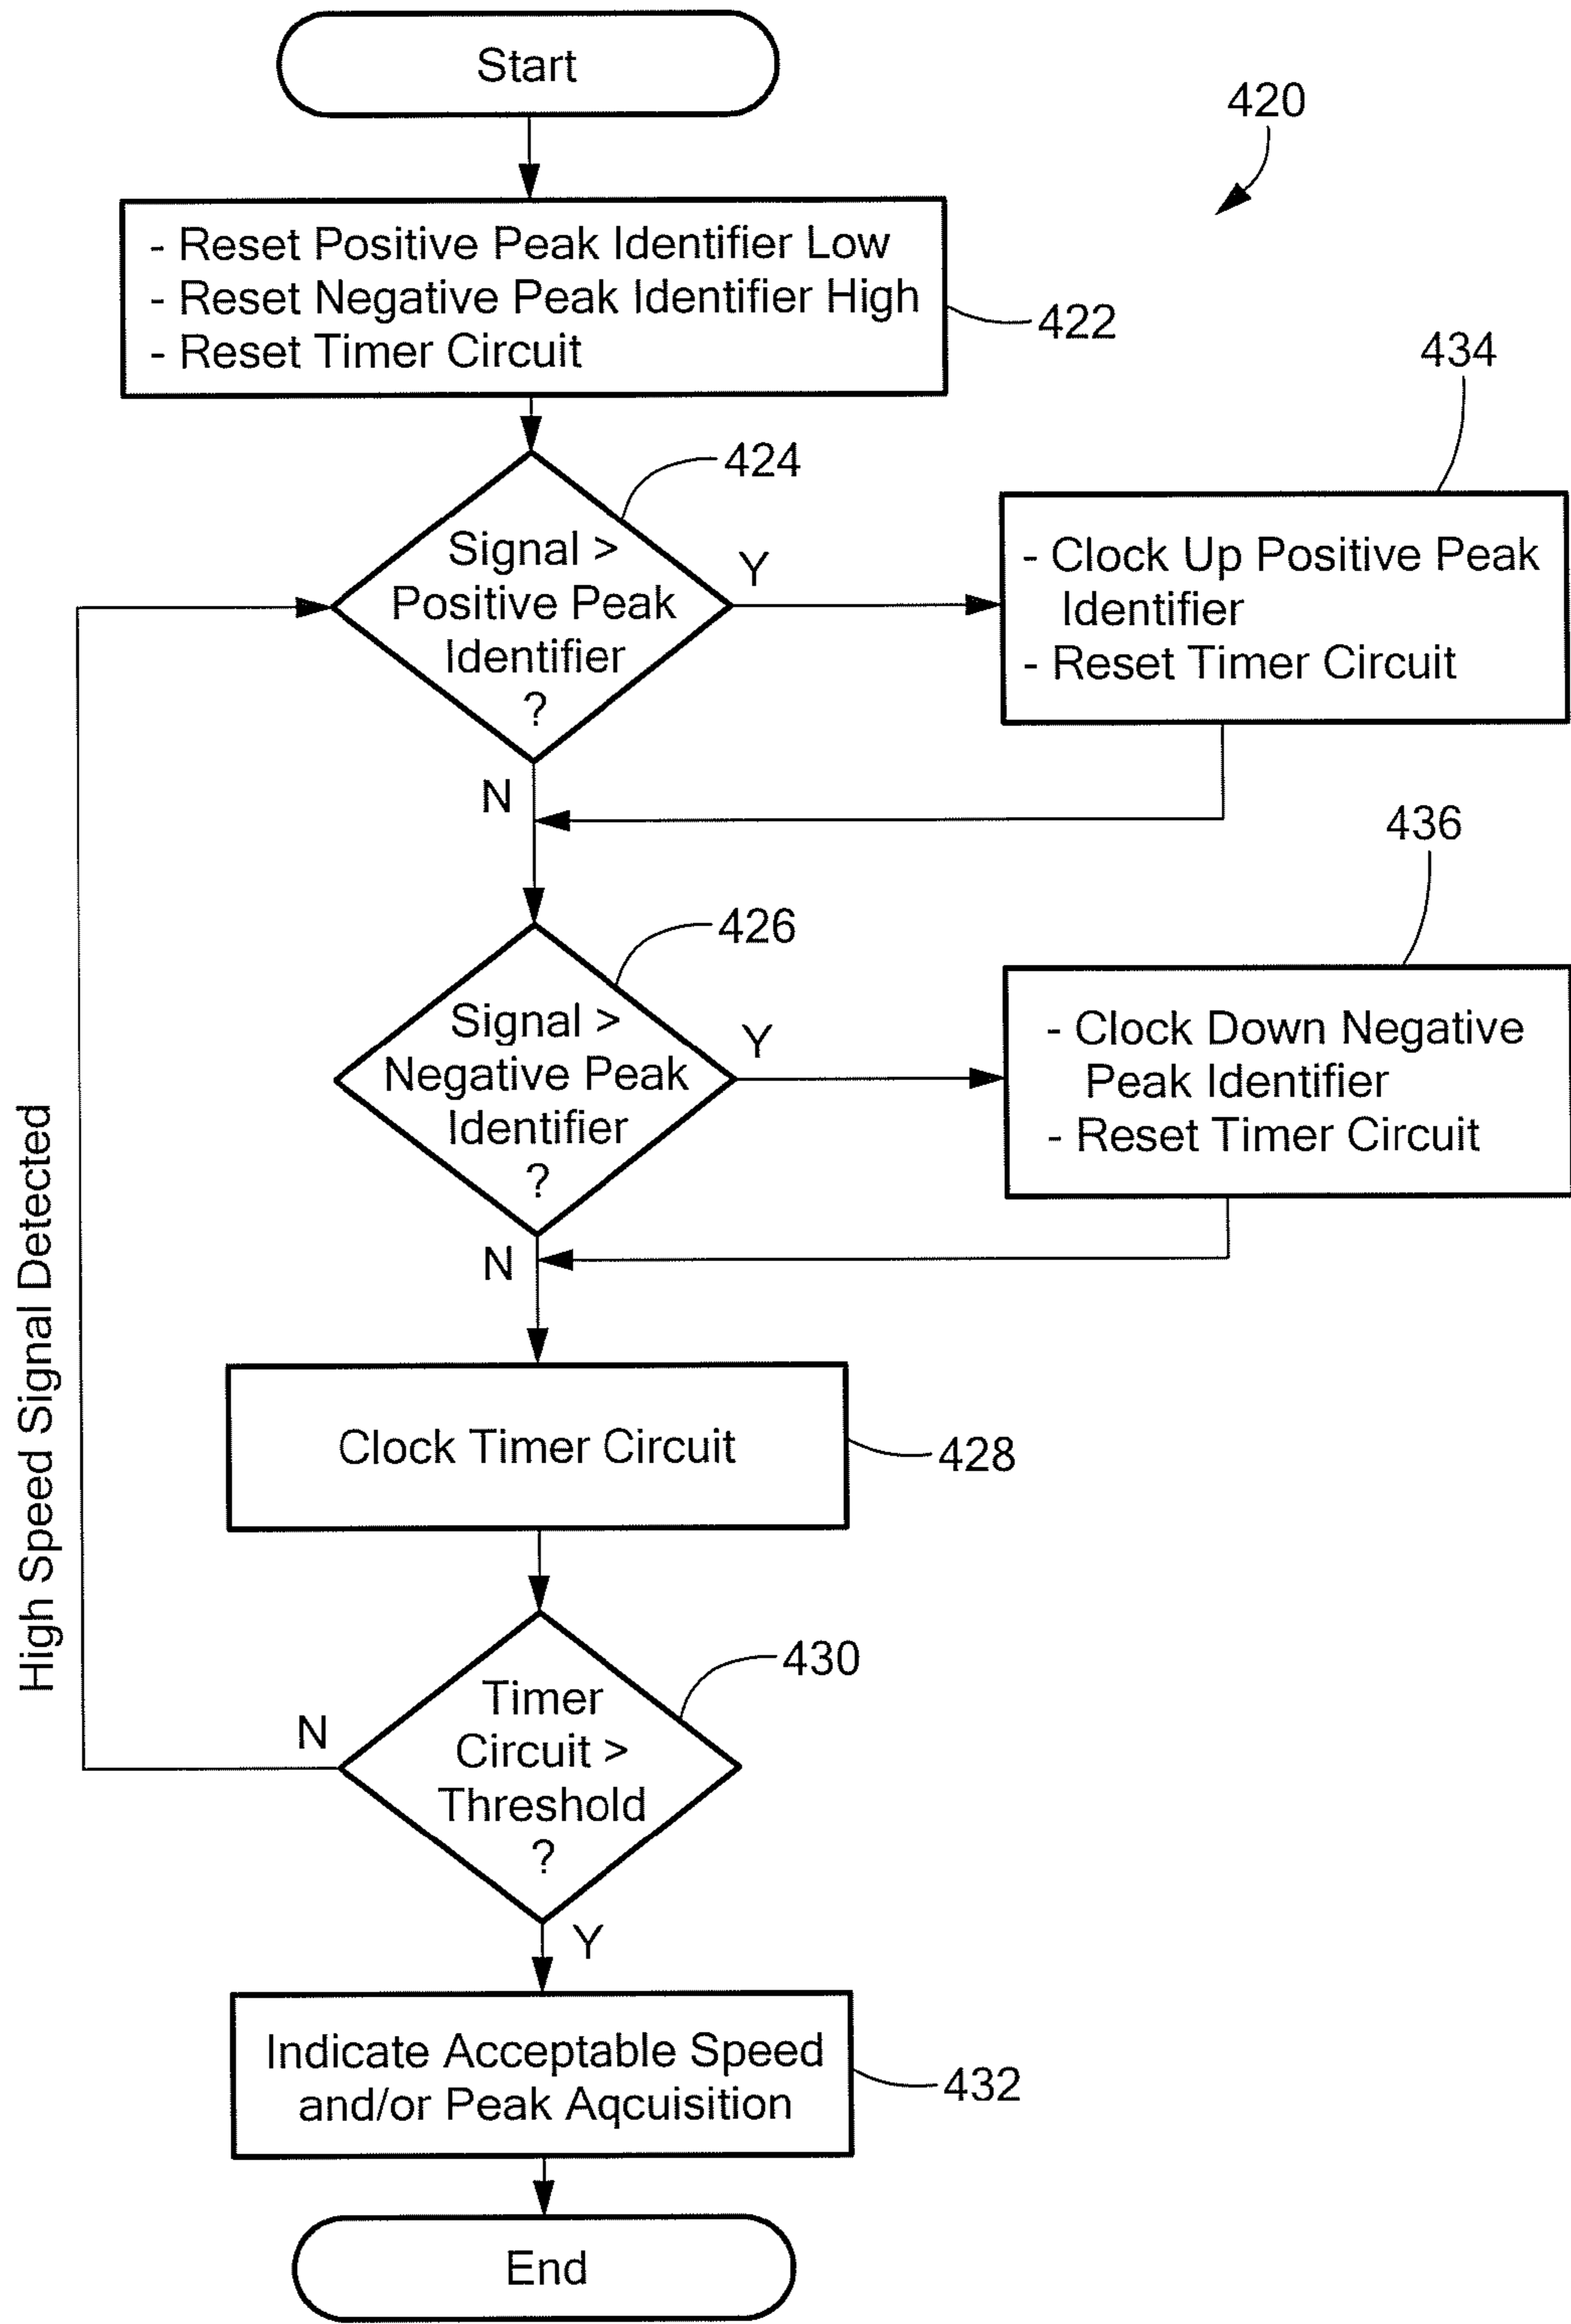 Start
420
- Reset Positive Peak Identifier Low
- Reset Negative Peak Identifier High
- Reset Timer Circuit
422
434
424
Signal >
Positive Peak
Identifier
?
Y
- Clock Up Positive Peak
Identifier
- Reset Timer Circuit
N
436
426
Signal >
Negative Peak
Identifier
?
Y
- Clock Down Negative
Peak Identifier
- Reset Timer Circuit
N
High Speed Signal Detected
Clock Timer Circuit
428
430
Timer
Circuit >
Threshold
?
N
Y
Indicate Acceptable Speed
and/or Peak Aqcuisition
432
End